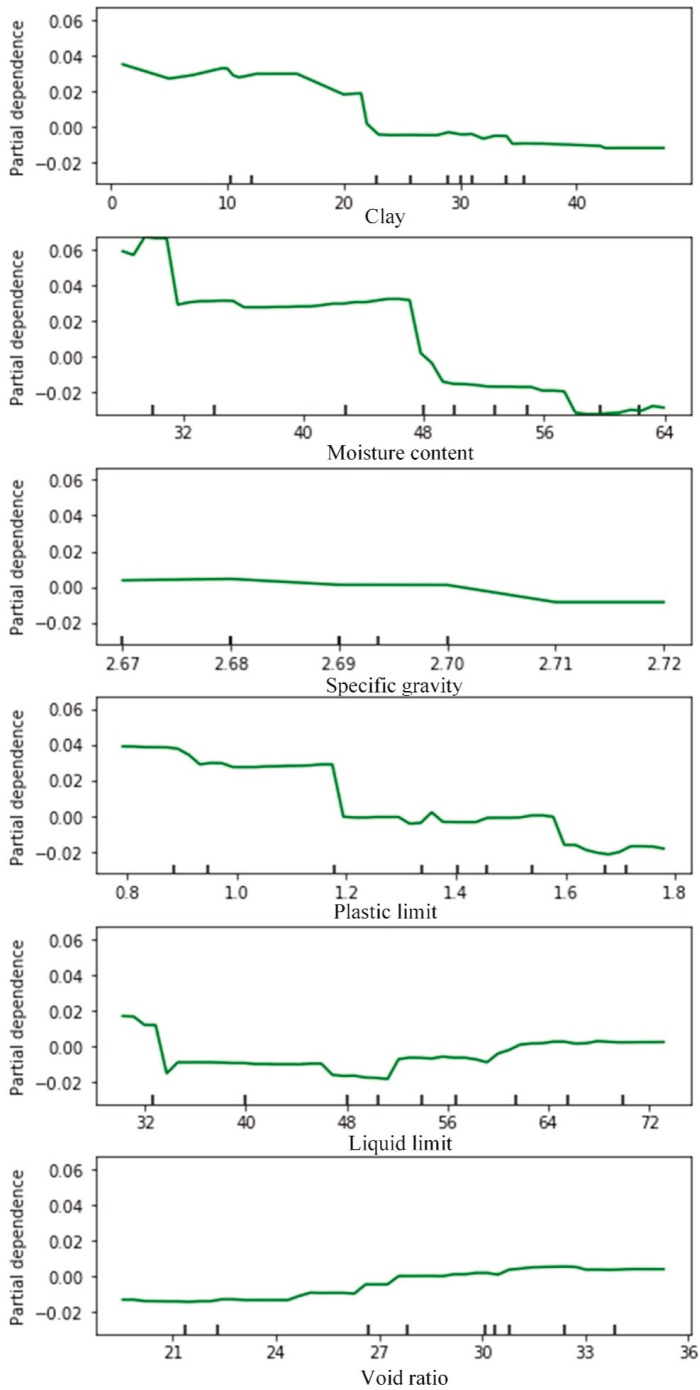 Partial dependence
0.06
0.04
0.02
0.00
−0.02
0 10 20 30 40
Clay
Partial dependence
0.06
0.04
0.02
0.00
−0.02
32 40 48 56 64
Moisture content
Partial dependence
0.06
0.04
0.02
0.00
−0.02
2.67 2.68 2.69 2.70 2.71 2.72
Specific gravity
Partial dependence
0.06
0.04
0.02
0.00
−0.02
0.8 1.0 1.2 1.4 1.6 1.8
Plastic limit
Partial dependence
0.06
0.04
0.02
0.00
−0.02
32 40 48 56 64 72
Liquid limit
Partial dependence
0.06
0.04
0.02
0.00
−0.02
21 24 27 30 33 36
Void ratio